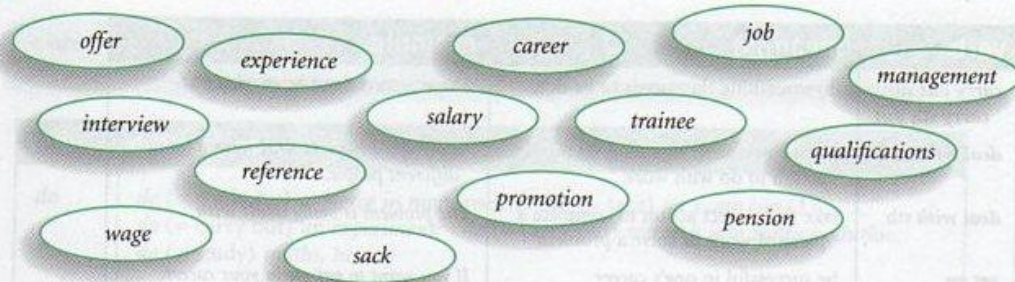 offer
experience
career
job
management
interview
salary
trainee
qualifications
reference
promotion
pension
wage
sack